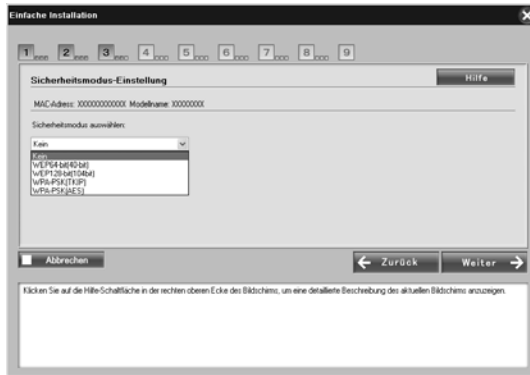 Einfache Installation
1 2 3 4 5 6 7 8 9
Sicherheitsmodus-Einstellung
Hilfe
MAC-Adress: XXXXXXXXXXXX Modellname: XXXXXXXX
Sicherheitsmodus auswählen:
Kein
Kein
WEP64-bit(40-bit)
WEP128-bit(104bit)
WPA-PSK(TKIP)
WPA-PSK(AES)
Abbrechen
Zurück
Weiter
Klicken Sie auf die Hilfe-Schaltfläche in der rechten oberen Ecke des Bildschirms, um eine detaillierte Beschreibung des aktuellen Bildschirms anzuzeigen.